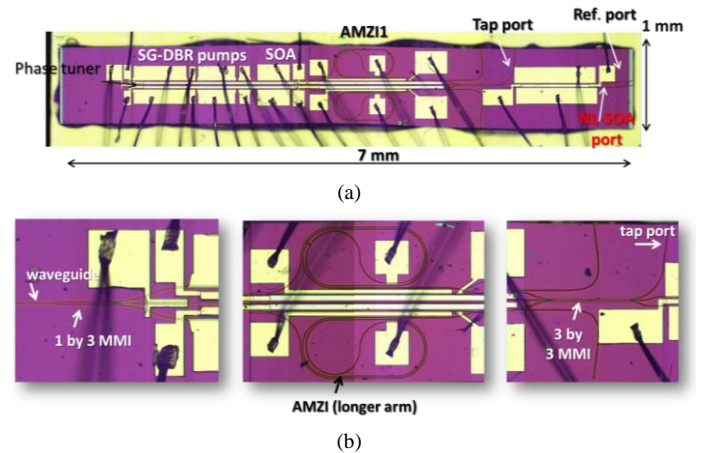 AMZI1
Tap port
Ref. port
1 mm
SG-DBR pumps
SOA
Phase tuner
NL-SOA
port
7 mm
(a)
waveguide
1 by 3 MMI
tap port
3 by
3 MMI
AMZI (longer arm)
(b)